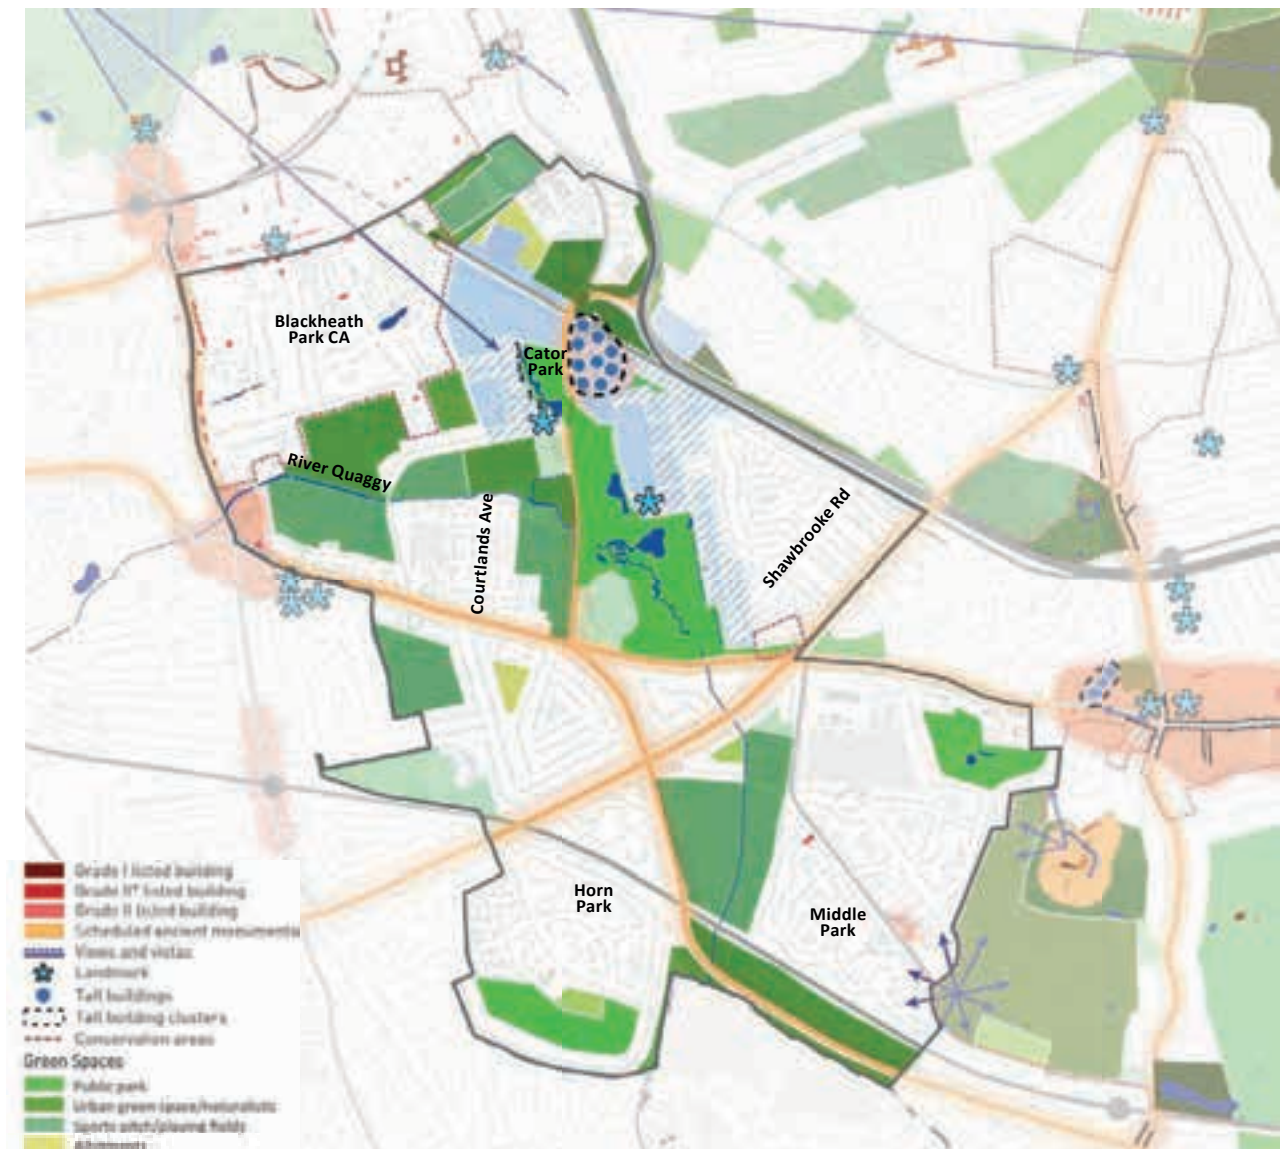 Blackheath
Park CA
Cator
Park
River Quaggy
Courtlands Ave
Shawbrooke Rd
Horn
Park
Middle
Park
Grade I listed building
Grade II* listed building
Grade II listed building
Scheduled ancient monuments
Views and vistas
Landmark
Tall buildings
Tall building clusters
Conservation areas
Green Spaces
Public park
Urban green space/naturalistic
Sports pitch/playing fields
Allotments